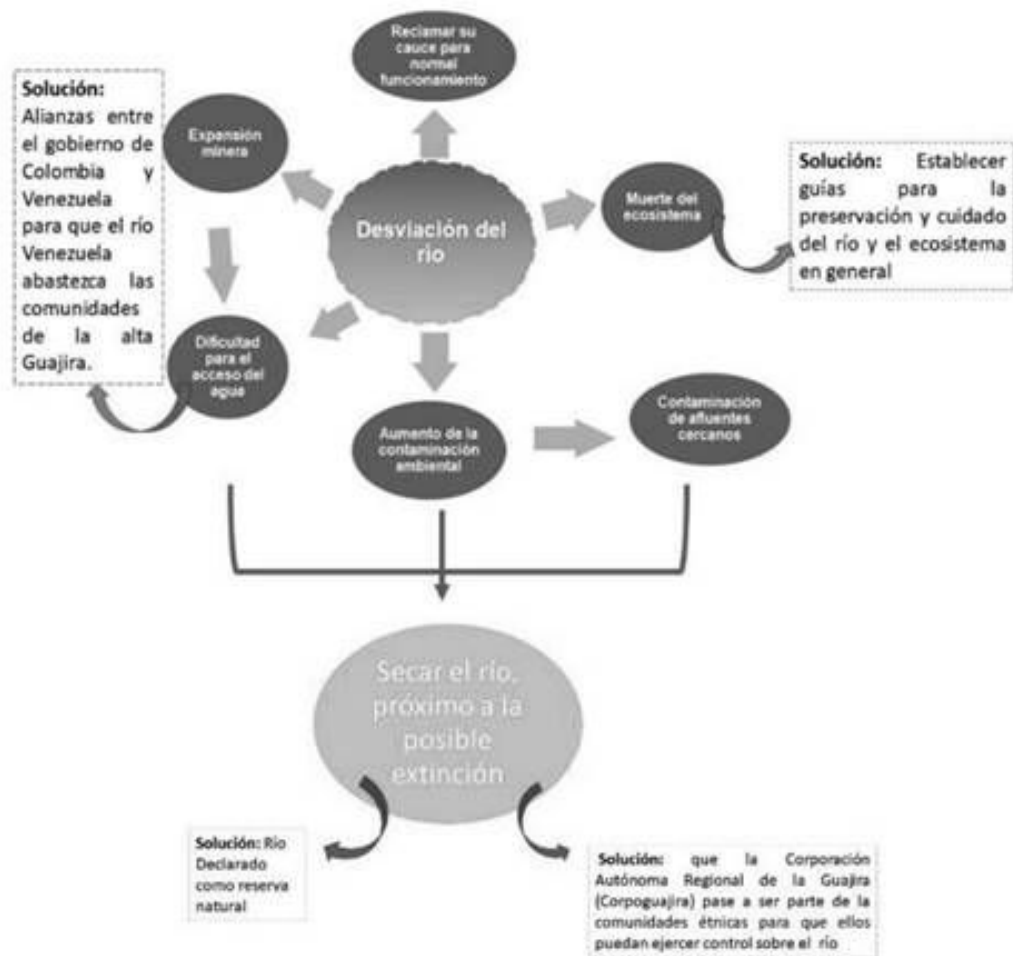 Reclamar su
cauce para
normal
funcionamiento
Solución:
Alianzas entre
el gobierno de
Colombia y
Venezuela
para que el río
Venezuela
abastezca las
comunidades
de la alta
Guajira.
Expansión
minera
Desviación del
río
Muerte del
ecosistema
Solución: Establecer
guías para la
preservación y cuidado
del río y el ecosistema
en general
Dificultad
para el
acceso del
agua
Aumento de la
contaminación
ambiental
Contaminación
de afluentes
cercanos
Secar el río,
próximo a la
posible
extinción
Solución: Río
Declarado
como reserva
natural
Solución: que la Corporación
Autónoma Regional de la Guajira
(Corpoguajira) pase a ser parte de la
comunidades étnicas para que ellos
puedan ejercer control sobre el río